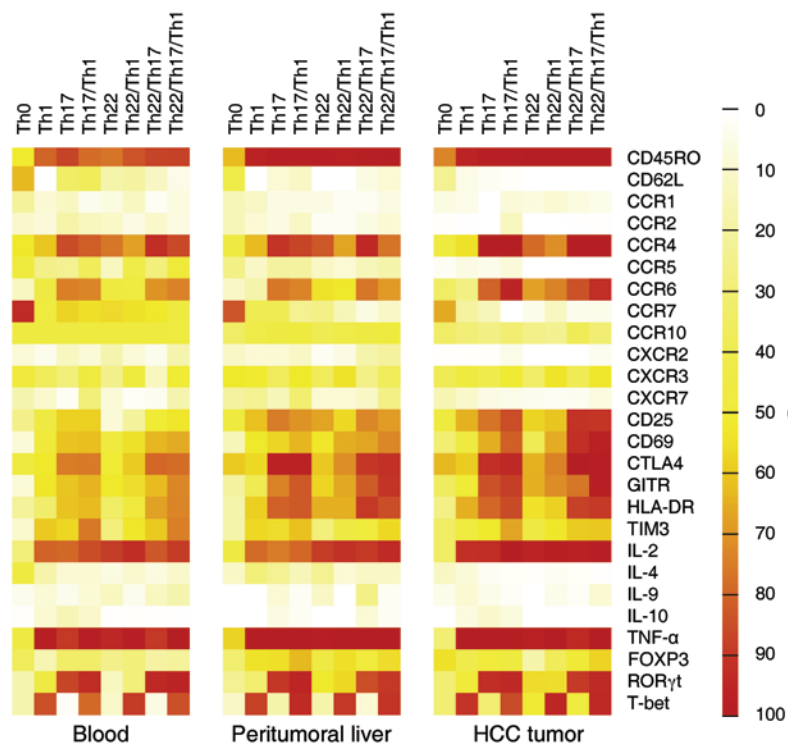 Th0 Th1 Th17 Th17/Th1 Th22 Th22/Th1 Th22/Th17 Th22/Th17/Th1
Th0 Th1 Th17 Th17/Th1 Th22 Th22/Th1 Th22/Th17 Th22/Th17/Th1
Th0 Th1 Th17 Th17/Th1 Th22 Th22/Th1 Th22/Th17 Th22/Th17/Th1
CD45RO
CD62L
CCR1
CCR2
CCR4
CCR5
CCR6
CCR7
CCR10
CXCR2
CXCR3
CXCR7
CD25
CD69
CTLA4
GITR
HLA-DR
TIM3
IL-2
IL-4
IL-9
IL-10
TNF-α
FOXP3
RORγt
T-bet
0
10
20
30
40
50
60
70
80
90
100
Blood
Peritumoral liver
HCC tumor